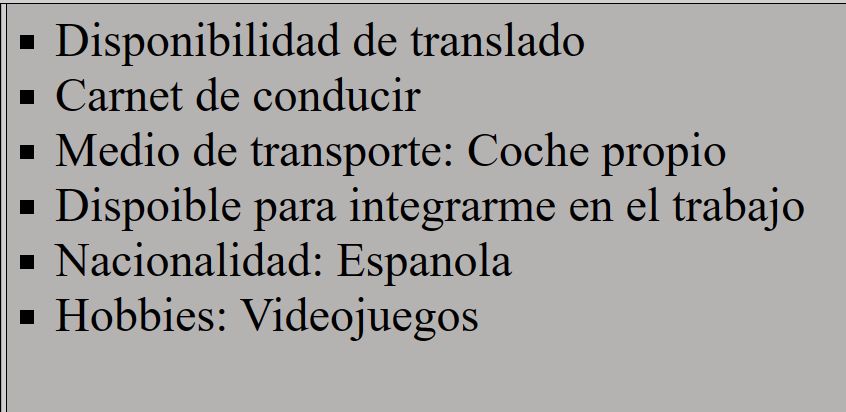 Disponibilidad de translado
Carnet de conducir
Medio de transporte: Coche propio
Dispoible para integrarme en el trabajo
Nacionalidad: Espanola
Hobbies: Videojuegos